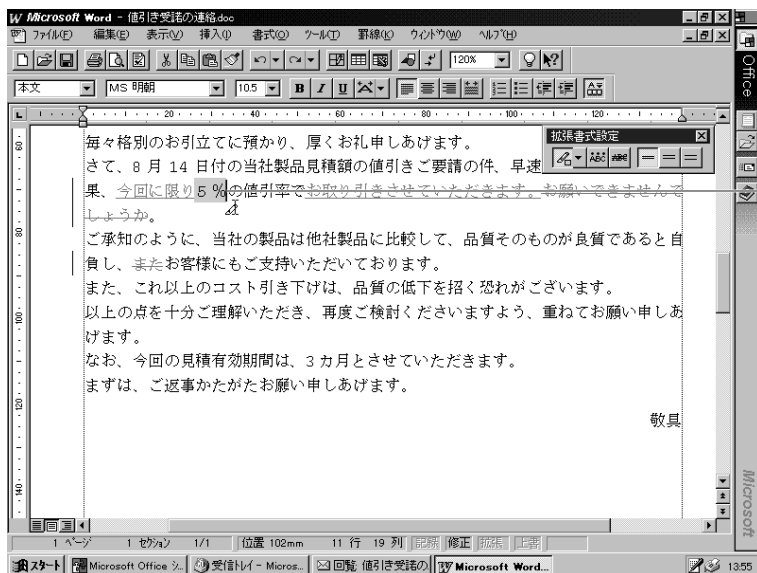 Microsoft Word - 値引き受諾の連絡.doc
ファイル(F) 編集(E) 表示(V) 挿入(I) 書式(O) ツール(T) 罫線(K) ウィンドウ(W) ヘルプ(H)
120%
本文 MS 明朝 10.5 B I U
20 40 60 80 100 120
毎々格別のお引立てに預かり、厚くお礼申しあげます。
拡張書式設定
さて、8月14日付の当社製品見積額の値引きご要請の件、早速
果、今回に限り5%の値引率でお取り引きさせていただきます。お願いできませんで
しょうか。
ご承知のように、当社の製品は他社製品に比較して、品質そのものが良質であると自
負し、またお客様にもご支持いただいております。
また、これ以上のコスト引き下げは、品質の低下を招く恐れがございます。
以上の点を十分ご理解いただき、再度ご検討くださいますよう、重ねてお願い申しあ
げます。
なお、今回の見積有効期間は、3カ月とさせていただきます。
まずは、ご返事かたがたお願い申しあげます。
敬具
Office
Microsoft
80
100
120
140
1 ページ 1 セクション 1/1 位置 102mm 11 行 19 列 記録 修正 拡張 上書
スタート Microsoft Office シ... 受信トレイ - Micros... 回覧 値引き受諾の Microsoft Word... 13:55